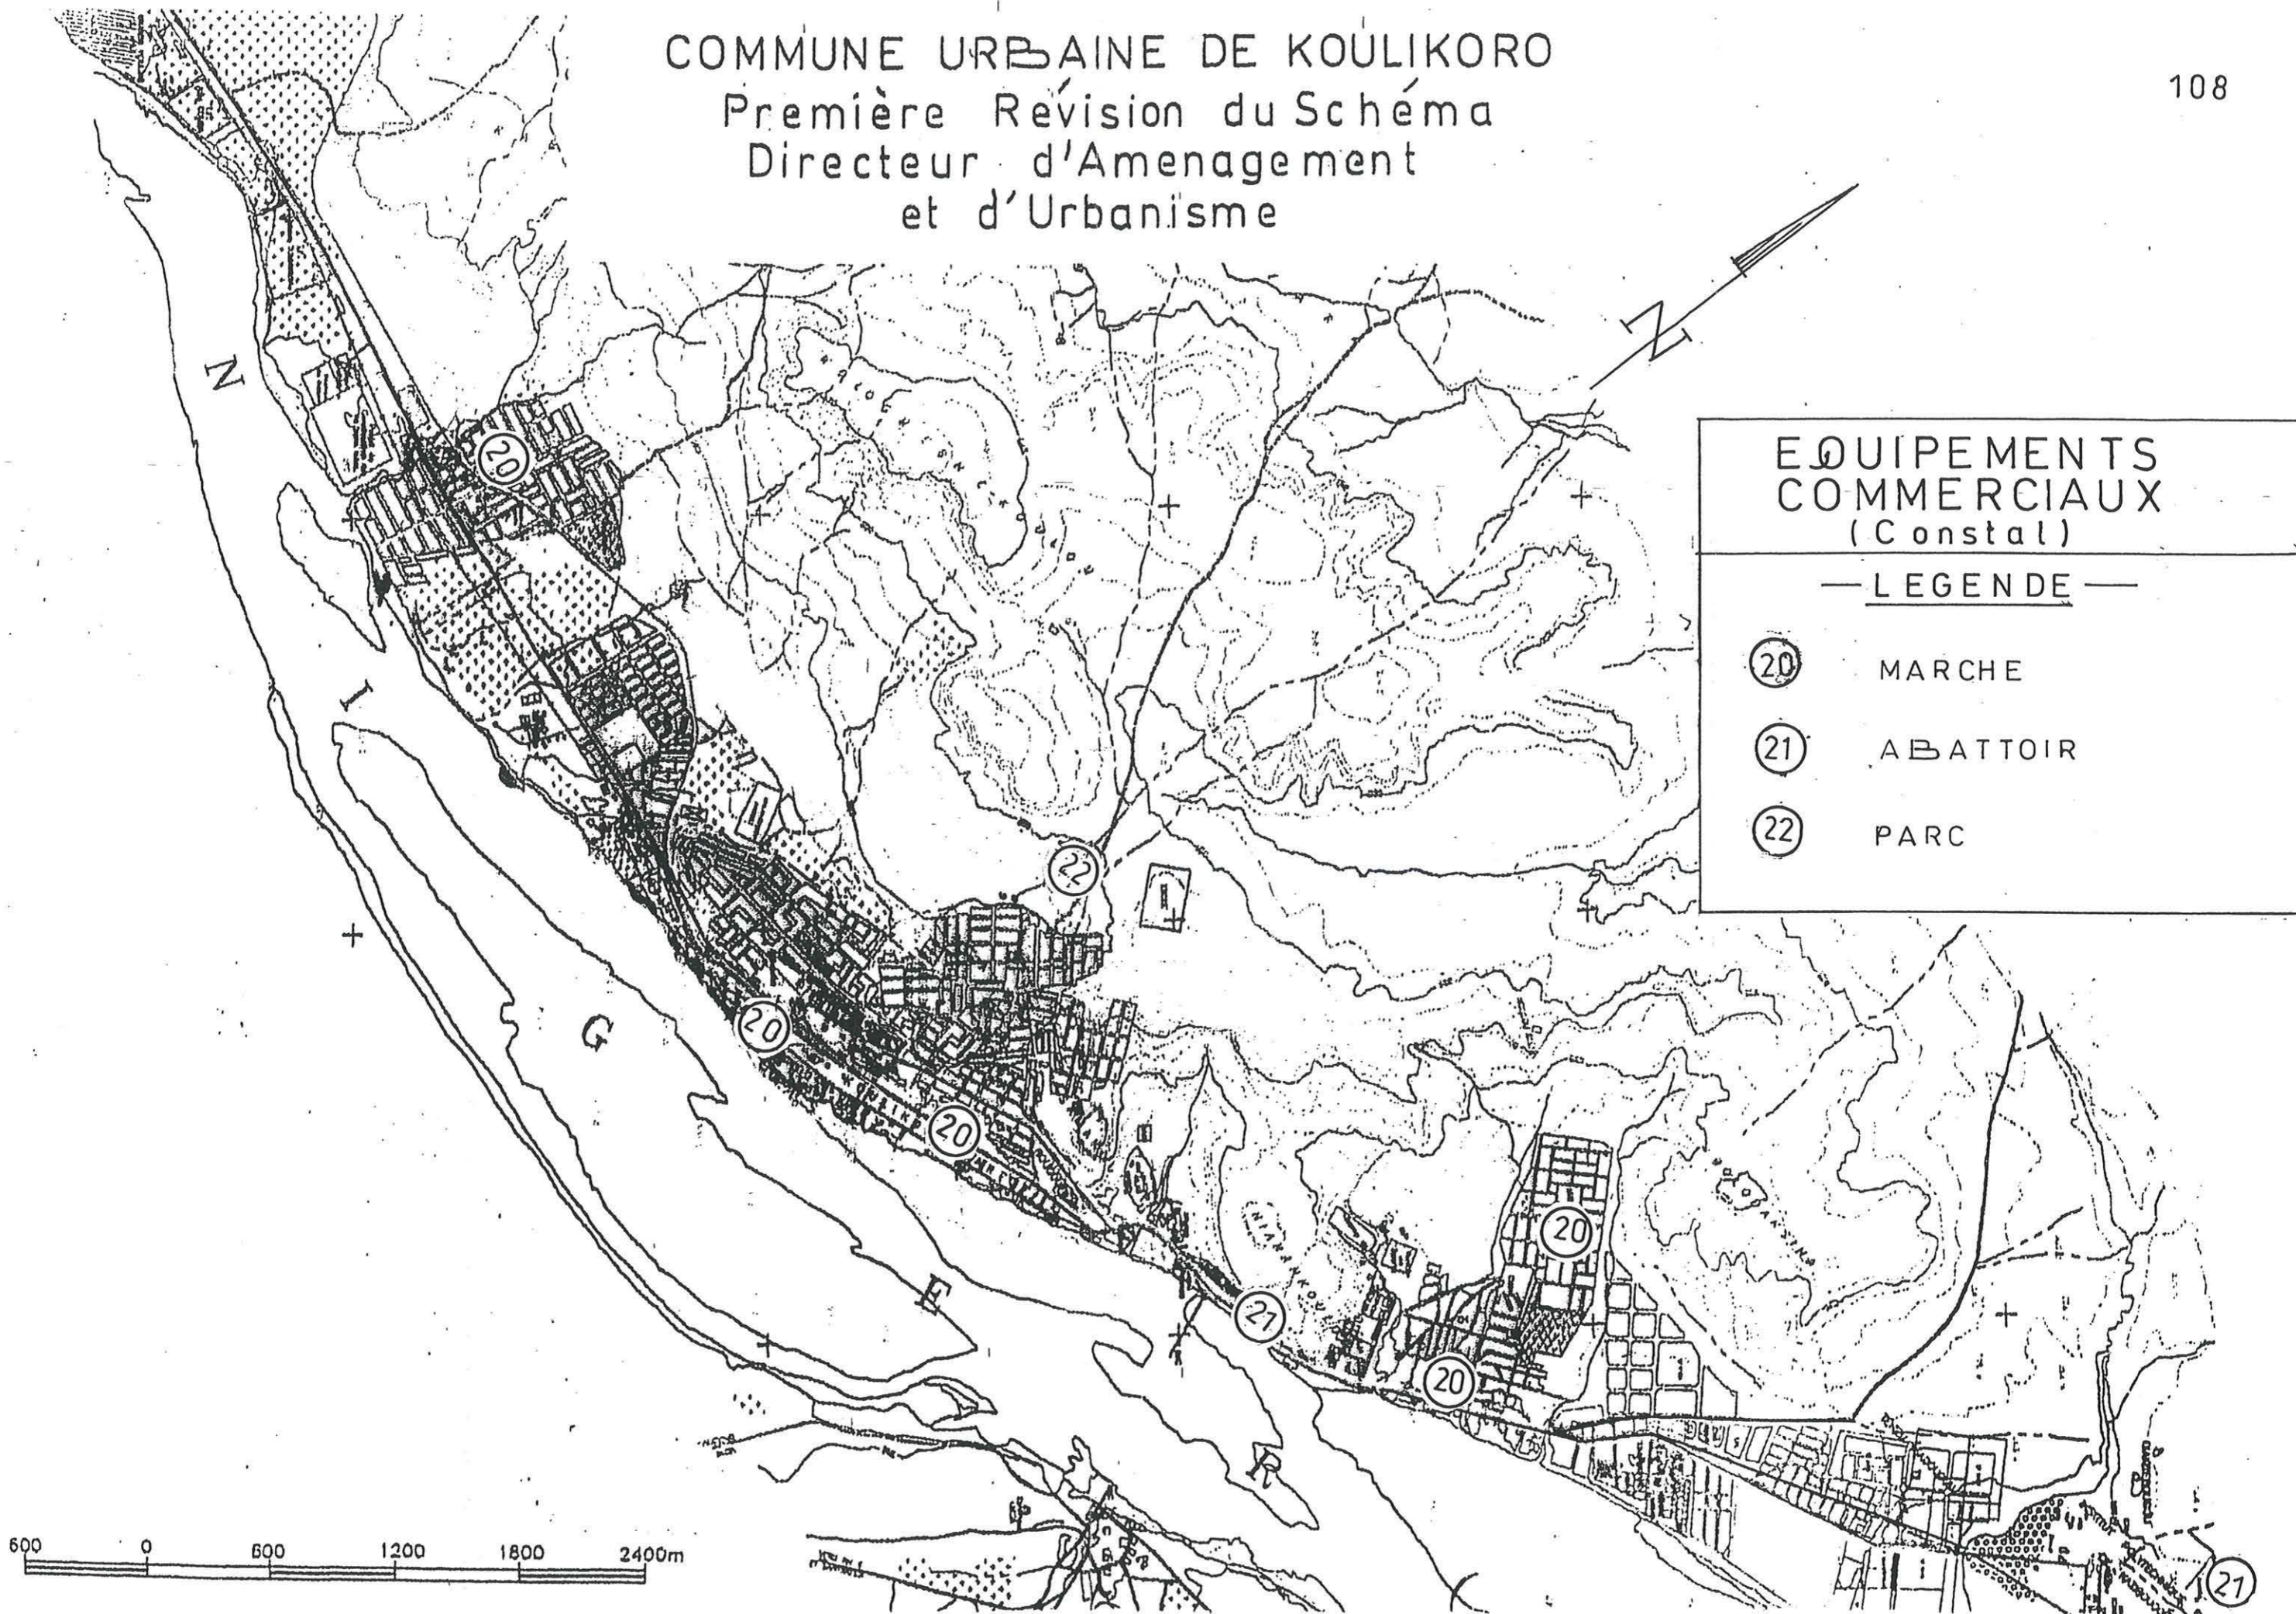 COMMUNE URBAINE DE KOULIKORO
Première Révision du Schéma
Directeur d'Amenagement
et d'Urbanisme
108
N
EQUIPEMENTS
COMMERCIAUX
(Constal)
LEGENDE
20 MARCHE
21 ABATTOIR
22 PARC
N
I
G
E
R
20
20
20
20
20
21
21
22
600 0 600 1200 1800 2400m